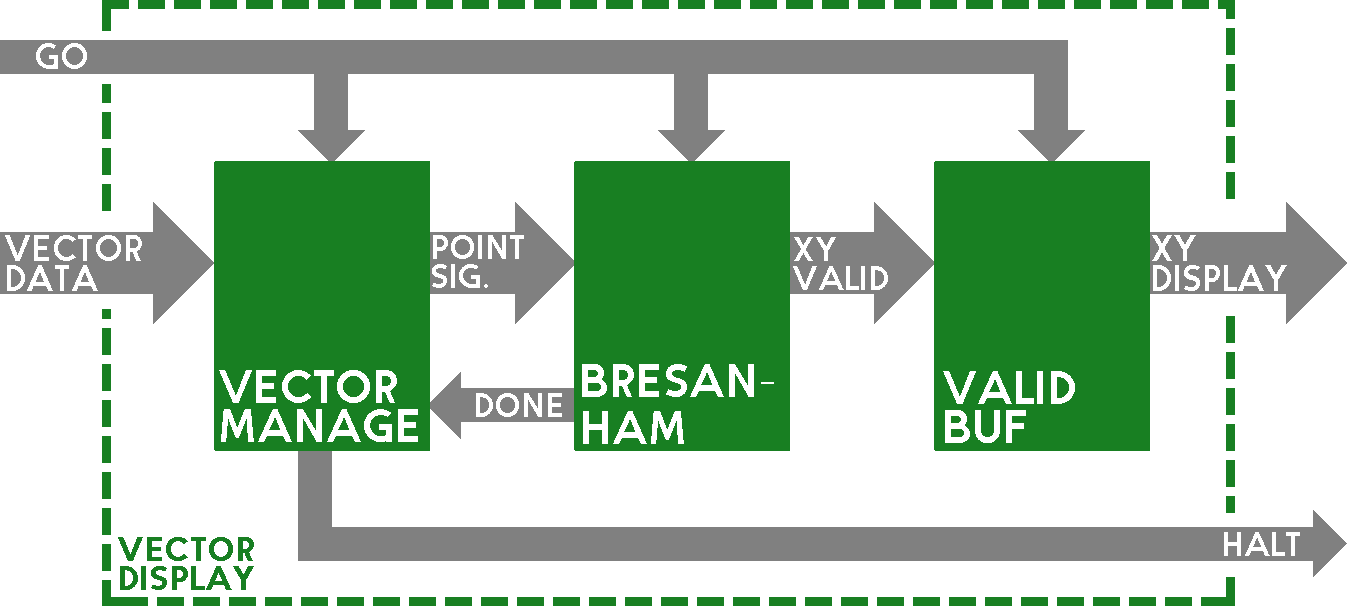 GO
VECTOR
DATA
POINT
SIG.
XY
VALID
XY
DISPLAY
VECTOR
MANAGE
DONE
BRESAN-
HAM
VALID
BUF
HALT
VECTOR
DISPLAY